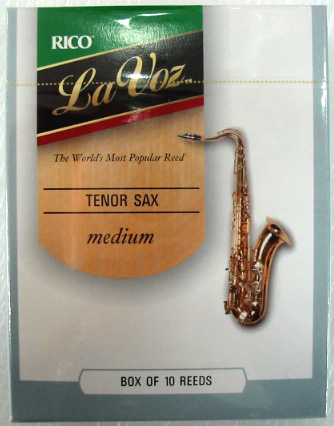 RICO
La Voz
The World's Most Popular Reed
TENOR SAX
medium
BOX OF 10 REEDS